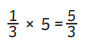 1/3 × 5 = 5/3